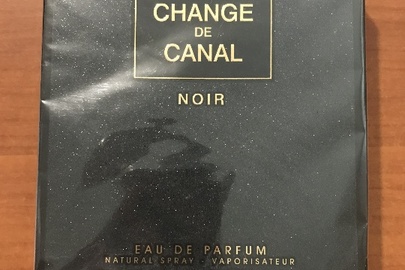 CHANGE
DE
CANAL
NOIR
EAU DE PARFUM
NATURAL SPRAY - VAPORISATEUR